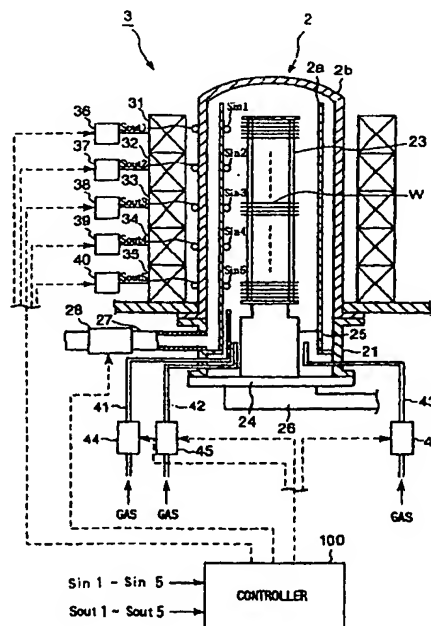 3
2
2a
2b
36
31
Sout1
Sin1
37
32
Sout2
Sin2
23
38
33
Sout3
Sin3
W
39
34
Sout4
Sin4
40
35
Sout5
Sin5
28
27
25
21
41
42
24
26
43
44
45
GAS
GAS
GAS
100
Sin 1 - Sin 5
Sout 1 - Sout 5
CONTROLLER